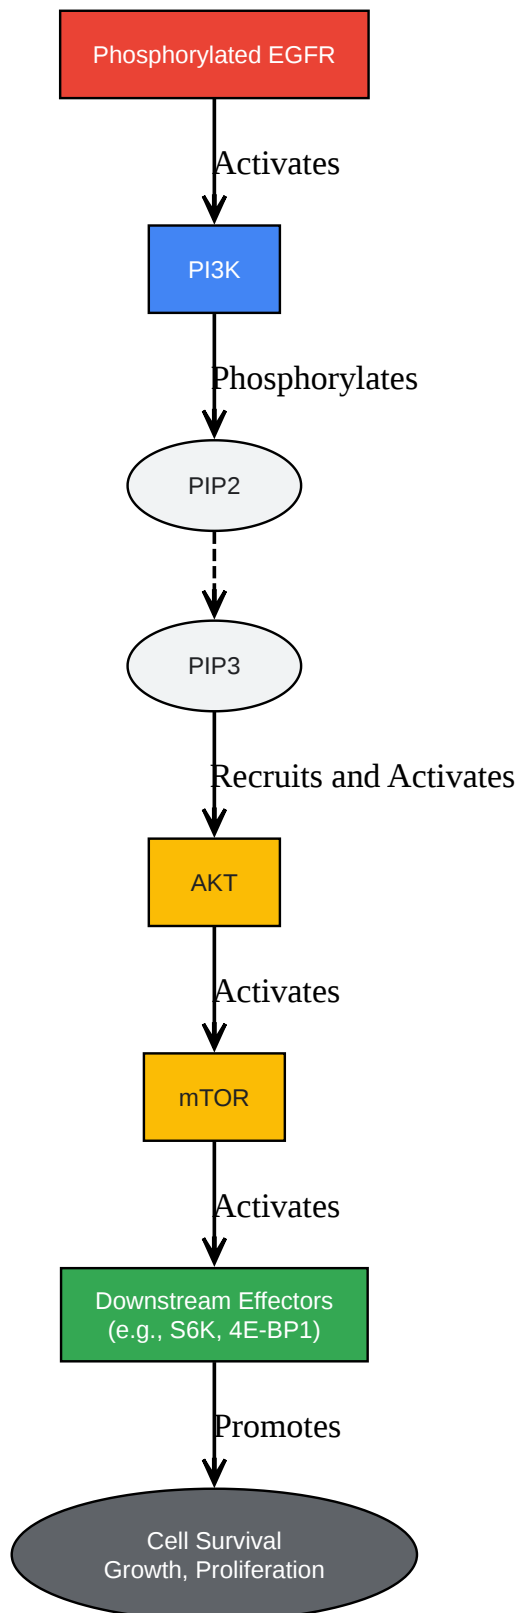 Phosphorylated EGFR
Activates
PI3K
Phosphorylates
PIP2
PIP3
Recruits and Activates
AKT
Activates
mTOR
Activates
Downstream Effectors
(e.g., S6K, 4E-BP1)
Promotes
Cell Survival
Growth, Proliferation